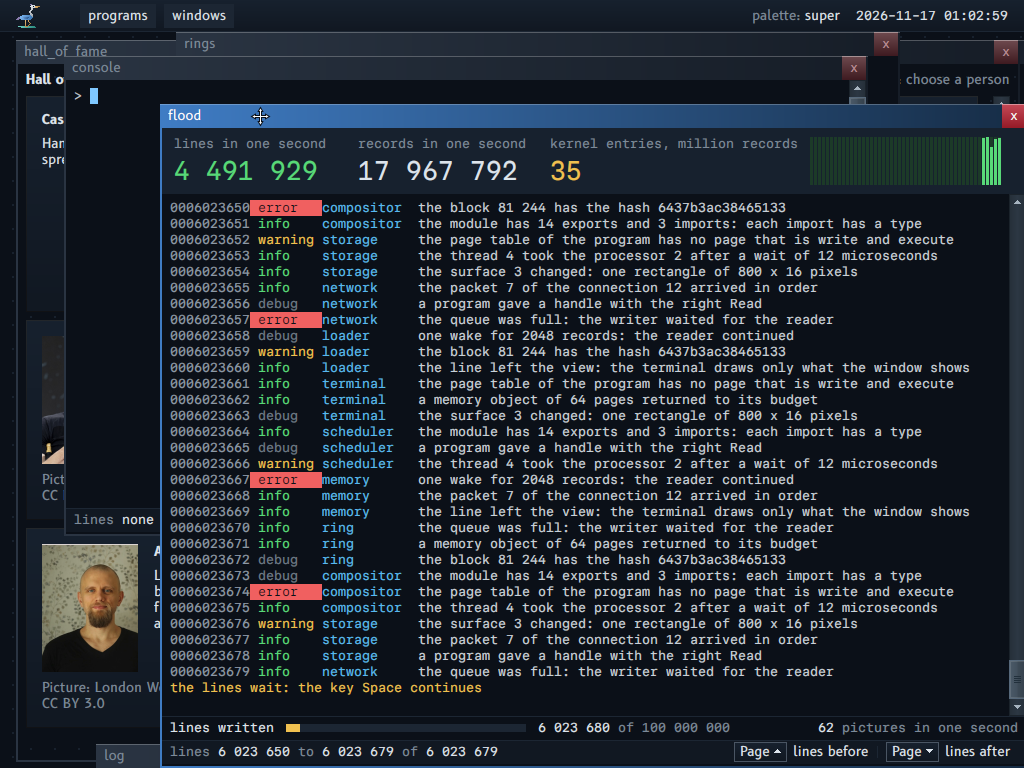 programs windows palette: super 2026-11-17 01:02:59
rings x
hall_of_fame x
console x
Hall o choose a person
>
flood x
Cas
Han
spre
lines in one second records in one second kernel entries, million records
4 491 929 17 967 792 35
0006023650 error compositor the block 81 244 has the hash 6437b3ac38465133
0006023651 info compositor the module has 14 exports and 3 imports: each import has a type
0006023652 warning storage the page table of the program has no page that is write and execute
0006023653 info storage the thread 4 took the processor 2 after a wait of 12 microseconds
0006023654 info storage the surface 3 changed: one rectangle of 800 x 16 pixels
0006023655 info network the packet 7 of the connection 12 arrived in order
0006023656 debug network a program gave a handle with the right Read
0006023657 error network the queue was full: the writer waited for the reader
0006023658 debug loader one wake for 2048 records: the reader continued
0006023659 warning loader the block 81 244 has the hash 6437b3ac38465133
0006023660 info loader the line left the view: the terminal draws only what the window shows
0006023661 info terminal the page table of the program has no page that is write and execute
0006023662 info terminal a memory object of 64 pages returned to its budget
0006023663 debug terminal the surface 3 changed: one rectangle of 800 x 16 pixels
0006023664 info scheduler the module has 14 exports and 3 imports: each import has a type
0006023665 debug scheduler a program gave a handle with the right Read
0006023666 warning scheduler the thread 4 took the processor 2 after a wait of 12 microseconds
0006023667 error memory one wake for 2048 records: the reader continued
0006023668 info memory the packet 7 of the connection 12 arrived in order
0006023669 info memory the line left the view: the terminal draws only what the window shows
0006023670 info ring the queue was full: the writer waited for the reader
0006023671 info ring a memory object of 64 pages returned to its budget
0006023672 debug ring the block 81 244 has the hash 6437b3ac38465133
0006023673 debug compositor the module has 14 exports and 3 imports: each import has a type
0006023674 error compositor the page table of the program has no page that is write and execute
0006023675 info compositor the thread 4 took the processor 2 after a wait of 12 microseconds
0006023676 warning storage the surface 3 changed: one rectangle of 800 x 16 pixels
0006023677 info storage the packet 7 of the connection 12 arrived in order
0006023678 info storage a program gave a handle with the right Read
0006023679 info network the queue was full: the writer waited for the reader
the lines wait: the key Space continues
Pict
CC
lines none
Picture: London W
CC BY 3.0
lines written 6 023 680 of 100 000 000 62 pictures in one second
log
lines 6 023 650 to 6 023 679 of 6 023 679 Page lines before Page lines after